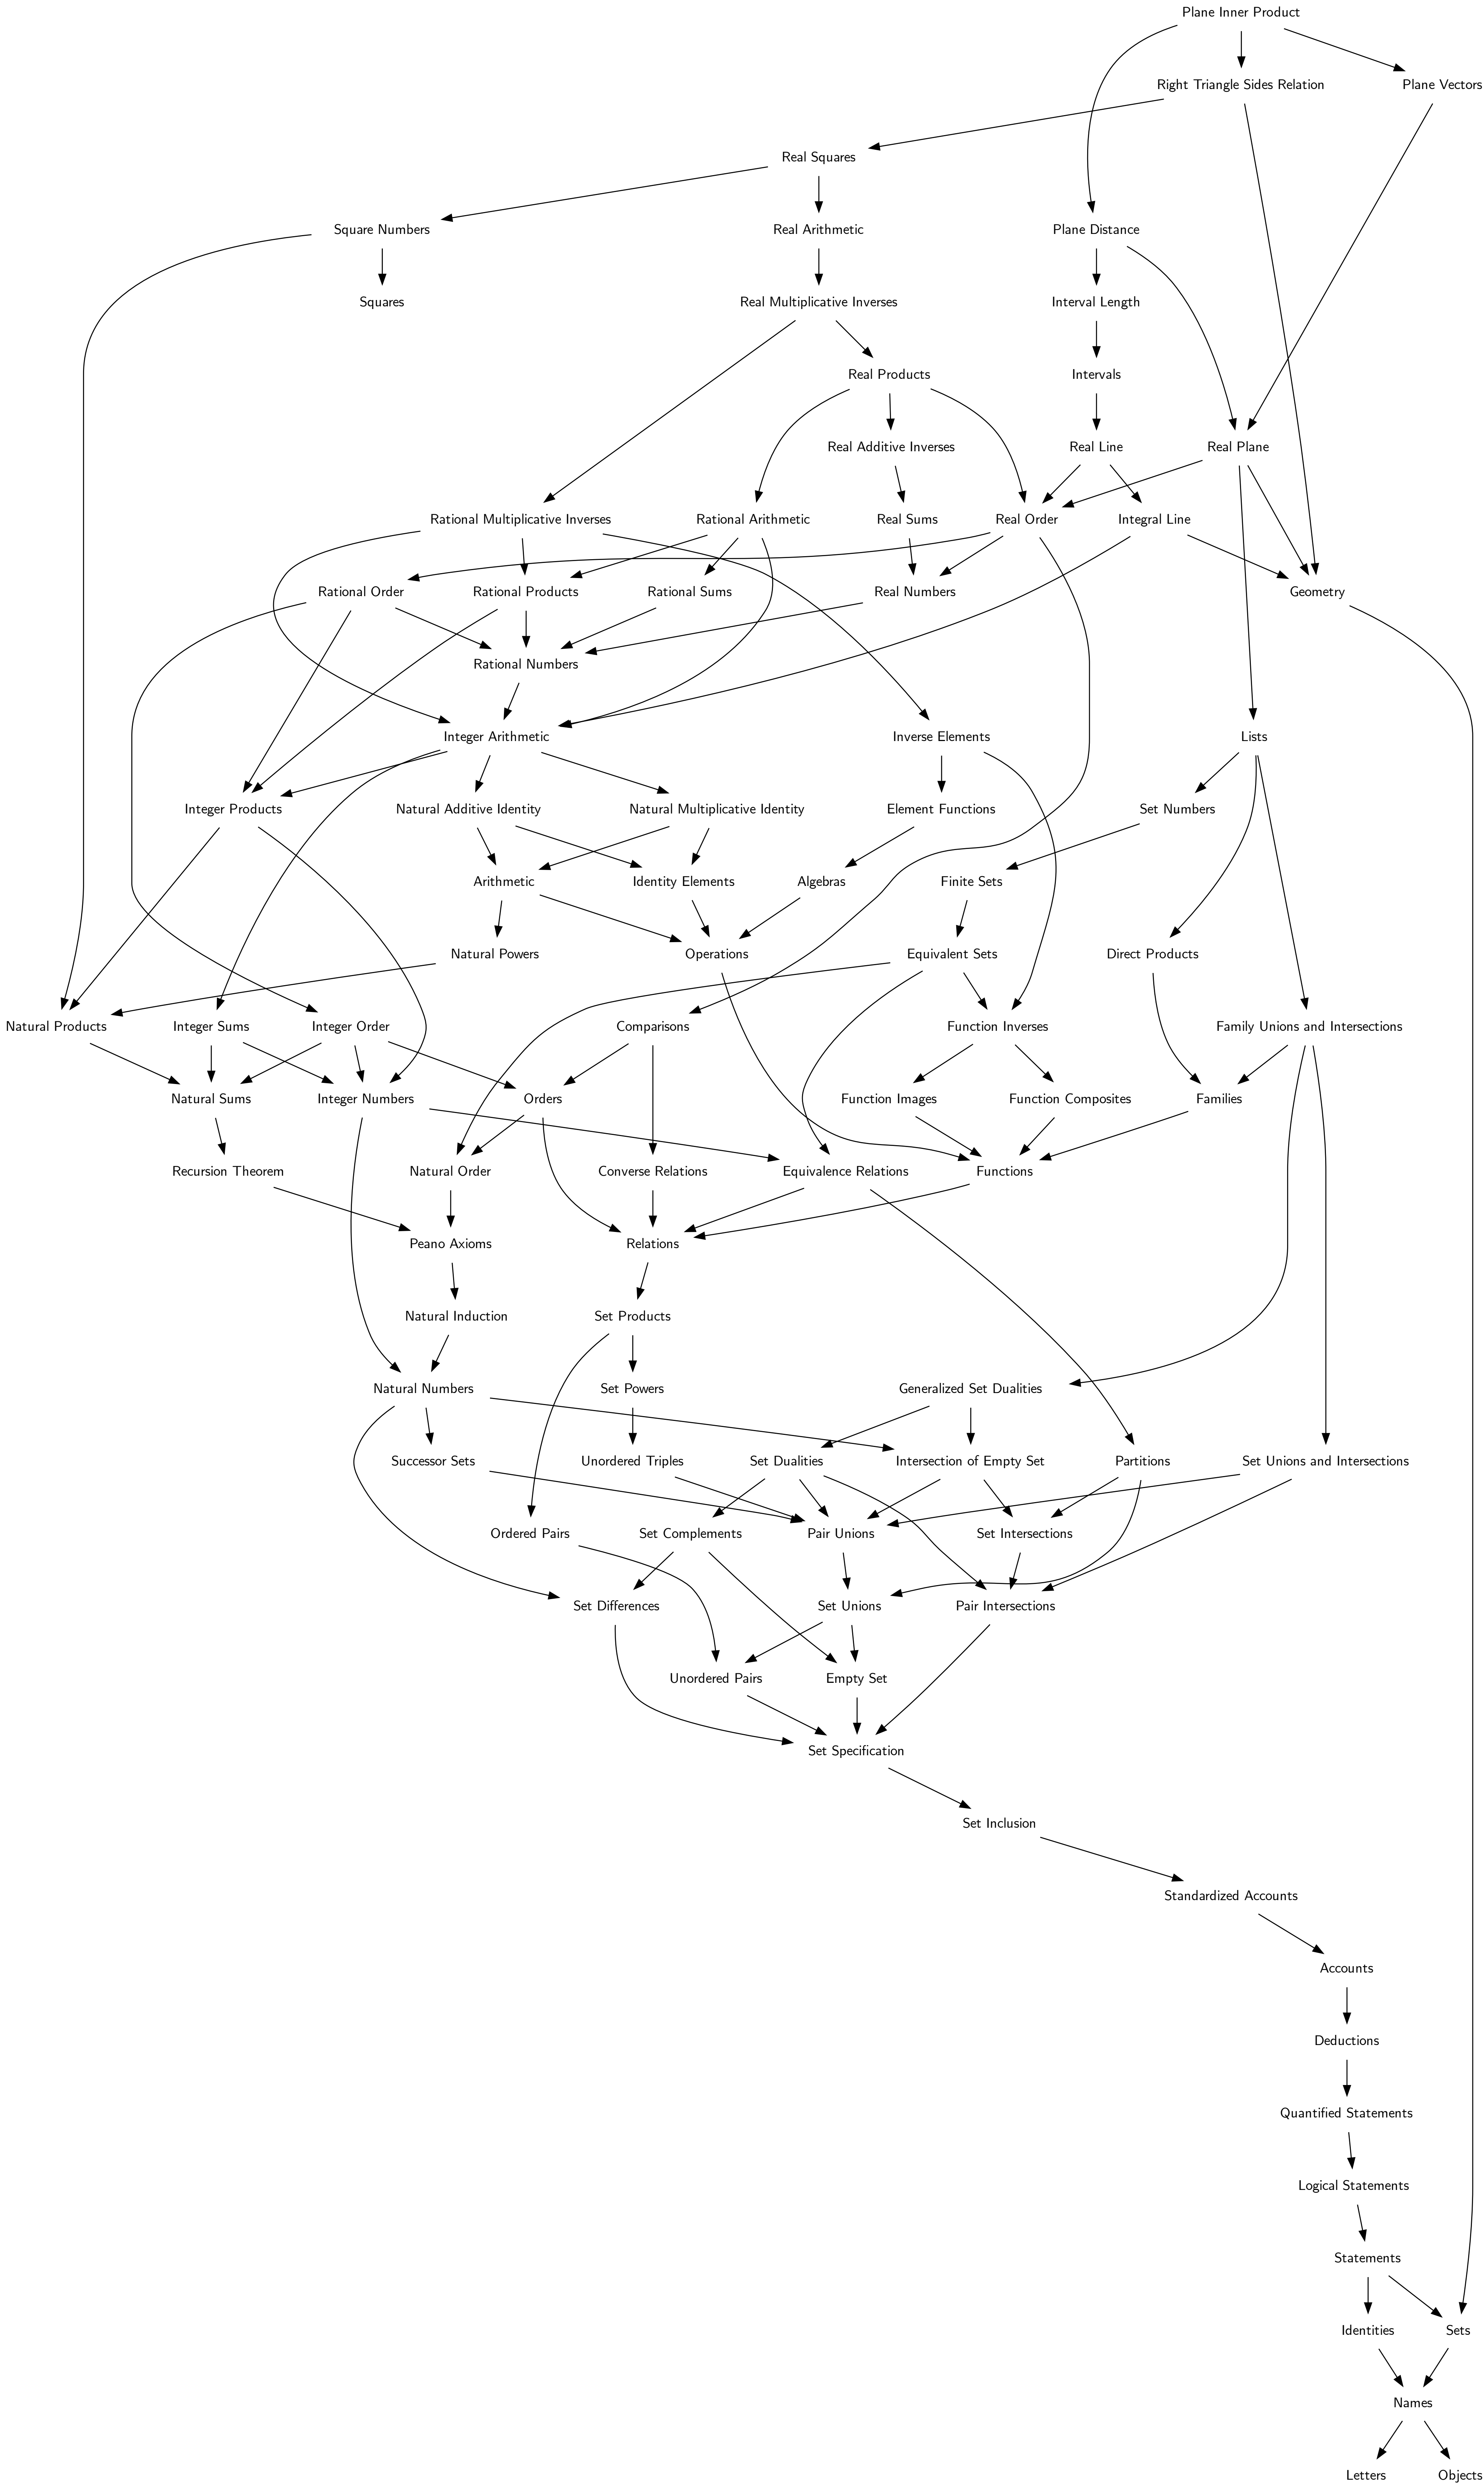 Plane Inner Product
Right Triangle Sides Relation
Plane Vectors
Real Squares
Square Numbers
Real Arithmetic
Plane Distance
Squares
Real Multiplicative Inverses
Interval Length
Real Products
Intervals
Real Additive Inverses
Real Line
Real Plane
Rational Multiplicative Inverses
Rational Arithmetic
Real Sums
Real Order
Integral Line
Rational Order
Rational Products
Rational Sums
Real Numbers
Geometry
Rational Numbers
Integer Arithmetic
Inverse Elements
Lists
Integer Products
Natural Additive Identity
Natural Multiplicative Identity
Element Functions
Set Numbers
Arithmetic
Identity Elements
Algebras
Finite Sets
Natural Powers
Operations
Equivalent Sets
Direct Products
Natural Products
Integer Sums
Integer Order
Comparisons
Function Inverses
Family Unions and Intersections
Natural Sums
Integer Numbers
Orders
Function Images
Function Composites
Families
Recursion Theorem
Natural Order
Converse Relations
Equivalence Relations
Functions
Peano Axioms
Relations
Natural Induction
Set Products
Natural Numbers
Set Powers
Generalized Set Dualities
Successor Sets
Unordered Triples
Set Dualities
Intersection of Empty Set
Partitions
Set Unions and Intersections
Ordered Pairs
Set Complements
Pair Unions
Set Intersections
Set Differences
Set Unions
Pair Intersections
Unordered Pairs
Empty Set
Set Specification
Set Inclusion
Standardized Accounts
Accounts
Deductions
Quantified Statements
Logical Statements
Statements
Identities
Sets
Names
Letters
Objects